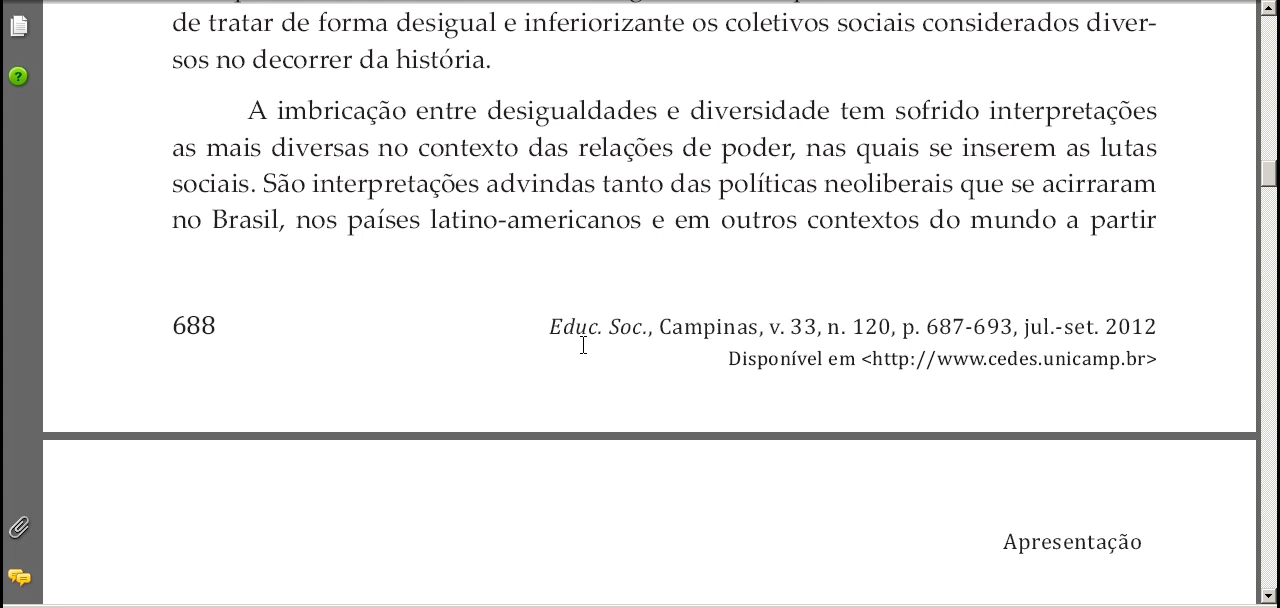 de tratar de forma desigual e inferiorizante os coletivos sociais considerados diver-
sos no decorrer da história.
A imbricação entre desigualdades e diversidade tem sofrido interpretações
as mais diversas no contexto das relações de poder, nas quais se inserem as lutas
sociais. São interpretações advindas tanto das políticas neoliberais que se acirraram
no Brasil, nos países latino-americanos e em outros contextos do mundo a partir
688
Educ. Soc., Campinas, v. 33, n. 120, p. 687-693, jul.-set. 2012
Disponível em <http://www.cedes.unicamp.br>
Apresentação